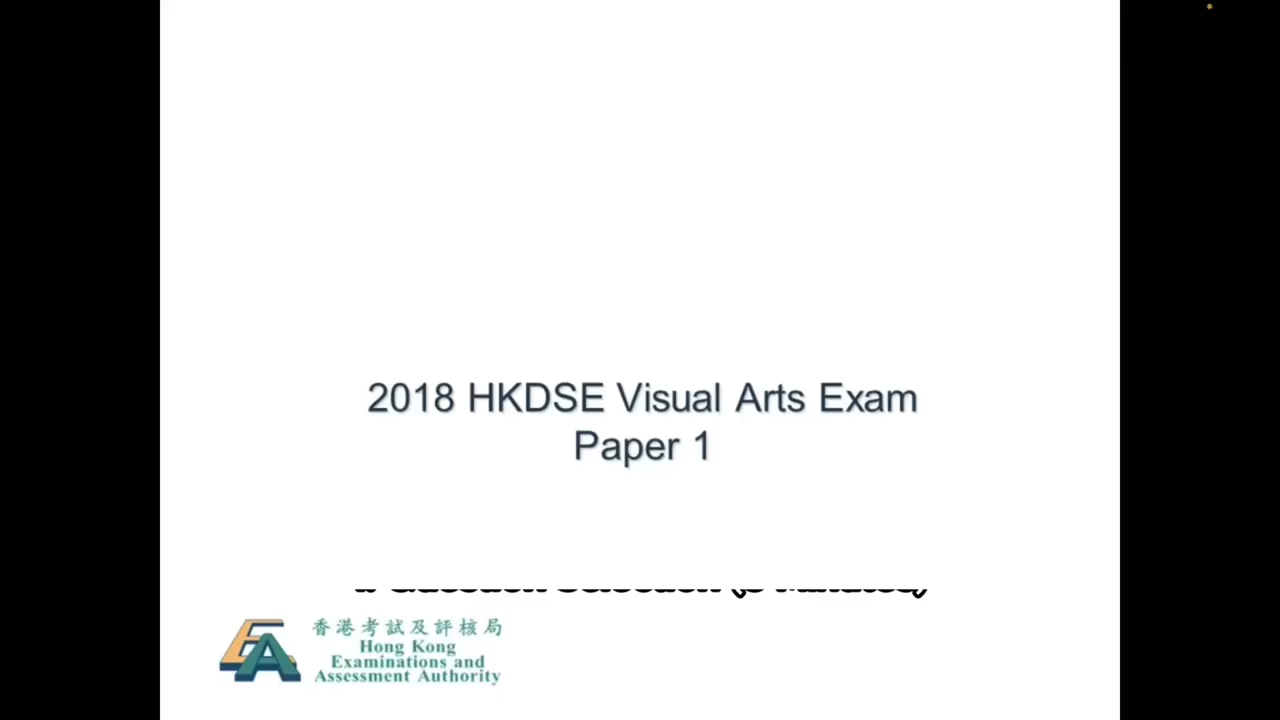 2018 HKDSE Visual Arts Exam
Paper 1
香港考試及評核局
Hong Kong
Examinations and
Assessment Authority